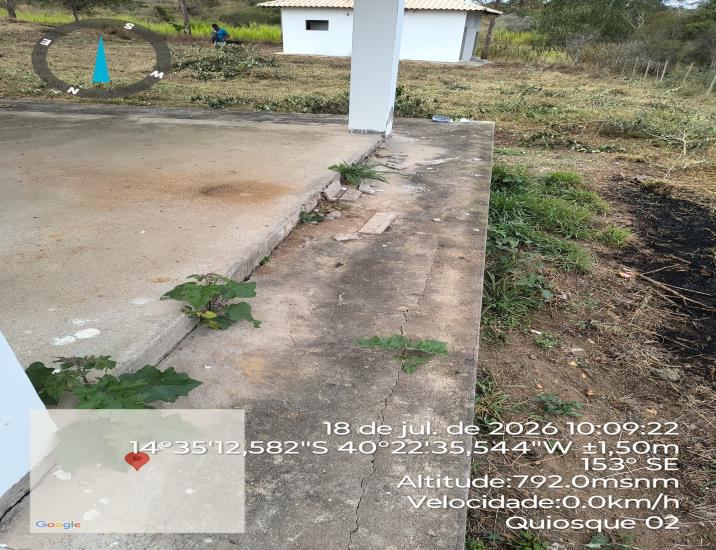 S
E
W
N
18 de jul. de 2026 10:09:22
14°35'12,582"S 40°22'35,544"W ±1,50m
153° SE
Altitude:792.0msnm
Velocidade:0.0km/h
Quiosque 02
Google